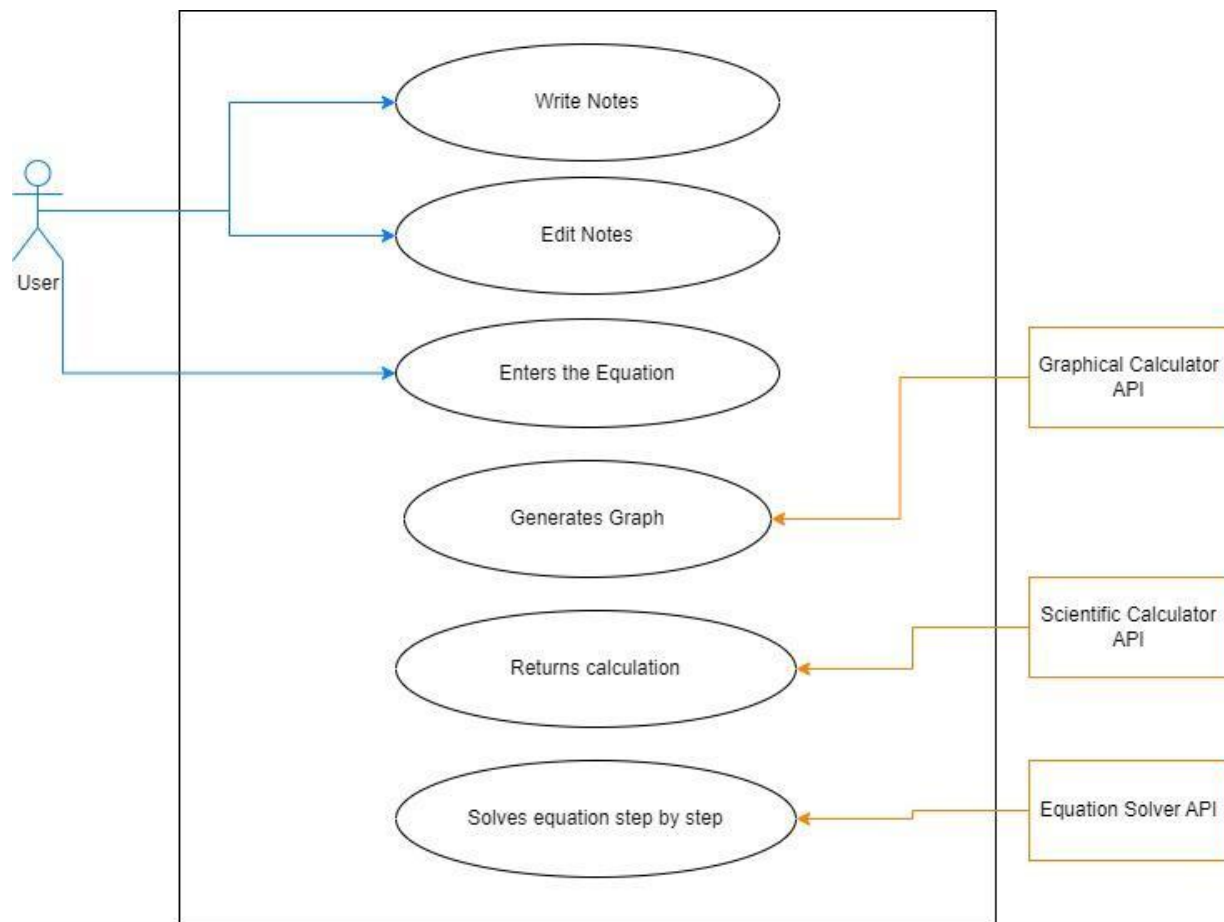 Write Notes
Edit Notes
User
Enters the Equation
Graphical Calculator
API
Generates Graph
Scientific Calculator
API
Returns calculation
Solves equation step by step
Equation Solver API